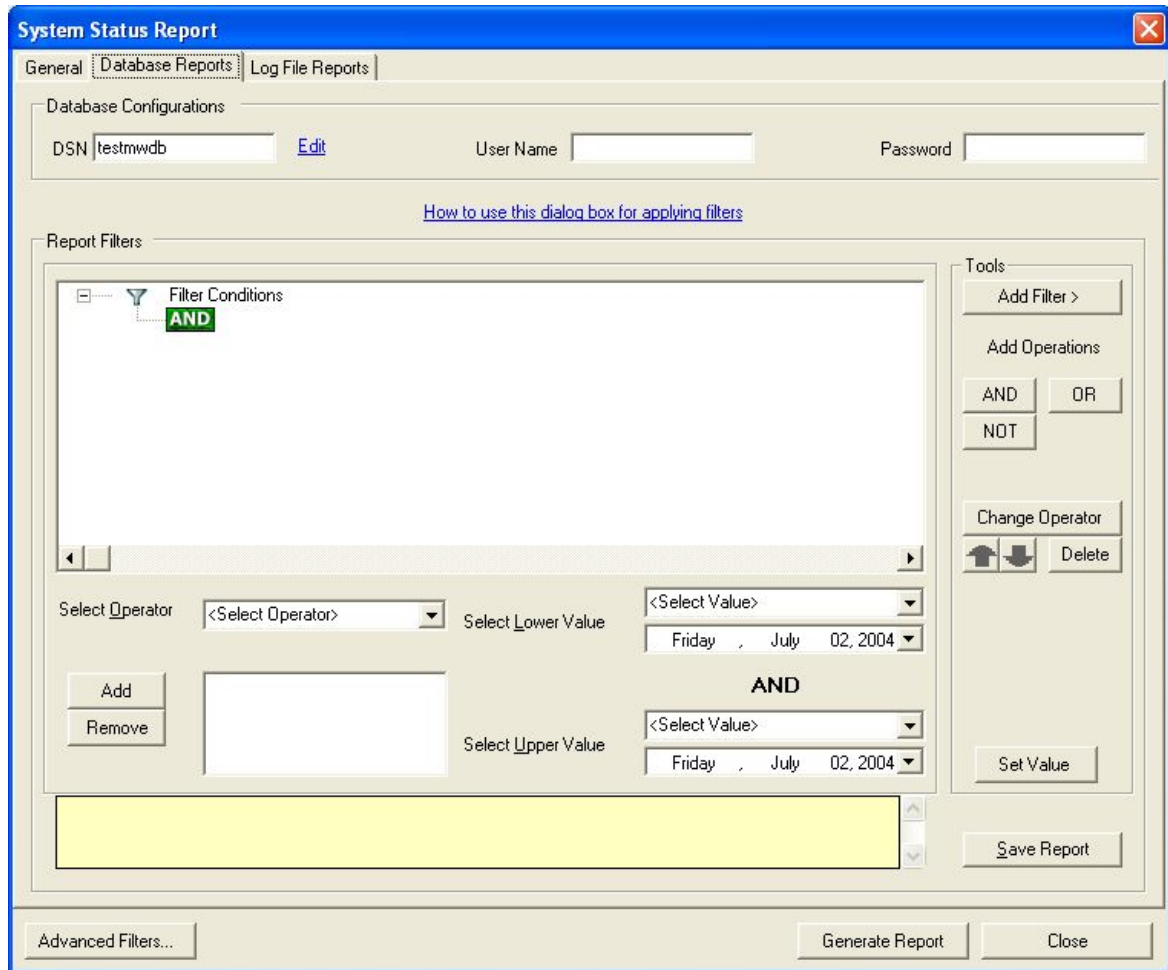 System Status Report
General Database Reports Log File Reports
Database Configurations
DSN testmwdb Edit User Name Password
How to use this dialog box for applying filters
Report Filters
Tools
Filter Conditions
AND
Add Filter >
Add Operations
AND OR
NOT
Change Operator
Delete
Select Operator <Select Operator> Select Lower Value <Select Value>
Friday , July 02, 2004
Add
Remove
AND
Select Upper Value <Select Value>
Friday , July 02, 2004
Set Value
Save Report
Advanced Filters... Generate Report Close